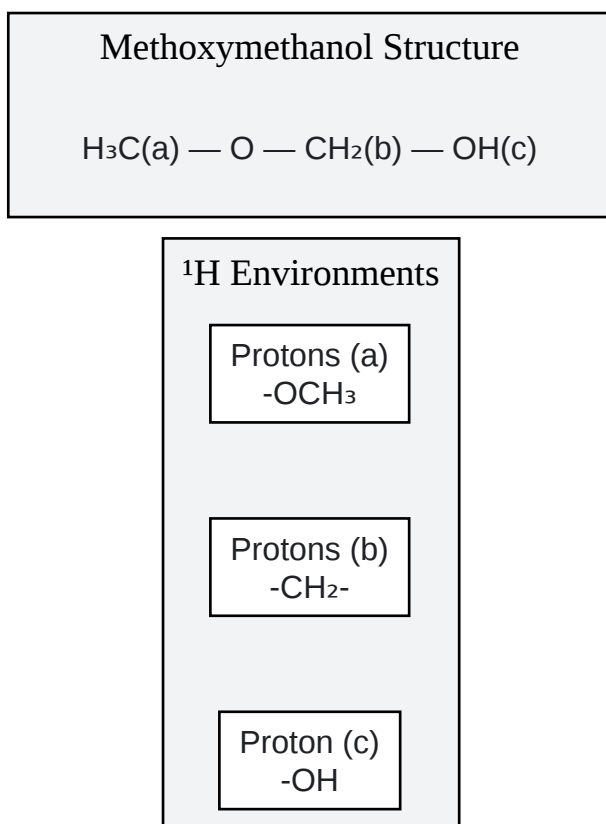 Methoxymethanol Structure
H₃C(a) — O — CH₂(b) — OH(c)
¹H Environments
Protons (a)
-OCH₃
Protons (b)
-CH₂-
Proton (c)
-OH